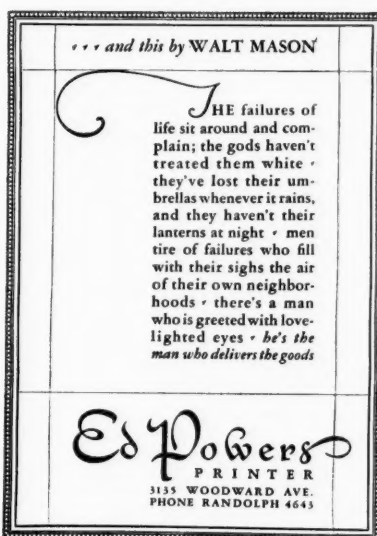 ··· and this by WALT MASON
THE failures of
life sit around and com-
plain; the gods haven't
treated them white ·
they've lost their um-
brellas whenever it rains,
and they haven't their
lanterns at night · men
tire of failures who fill
with their sighs the air
of their own neighbor-
hoods · there's a man
who is greeted with love-
lighted eyes · he's the
man who delivers the goods
Ed Powers
PRINTER
3135 WOODWARD AVE.
PHONE RANDOLPH 4643